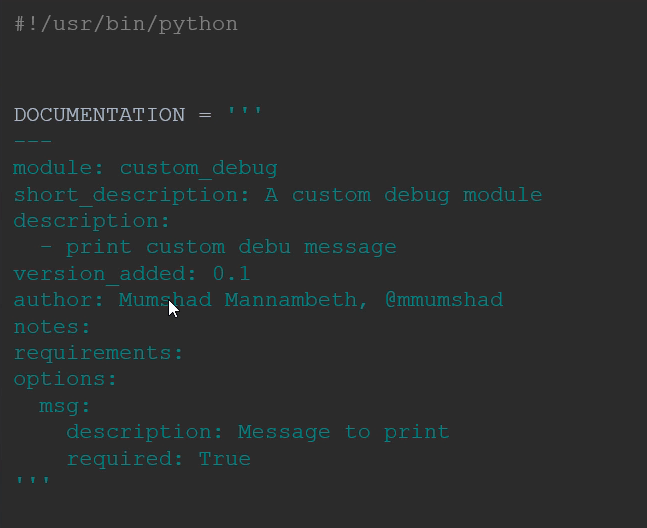 #!/usr/bin/python
DOCUMENTATION = '''
---
module: custom_debug
short_description: A custom debug module
description:
  - print custom debu message
version_added: 0.1
author: Mumshad Mannambeth, @mmumshad
notes:
requirements:
options:
  msg:
    description: Message to print
    required: True
'''